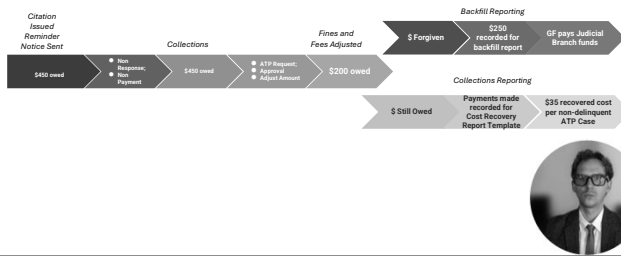 Citation
Issued
Reminder
Notice Sent
$450 owed
Non
Response;
Non
Payment
Collections
$450 owed
ATP Request;
Approval
Adjust Amount
Fines and
Fees Adjusted
$200 owed
Backfill Reporting
$ Forgiven
$250
recorded for
backfill report
GF pays Judicial
Branch funds
Collections Reporting
$ Still Owed
Payments made
recorded for
Cost Recovery
Report Template
$35 recovered cost
per non-delinquent
ATP Case